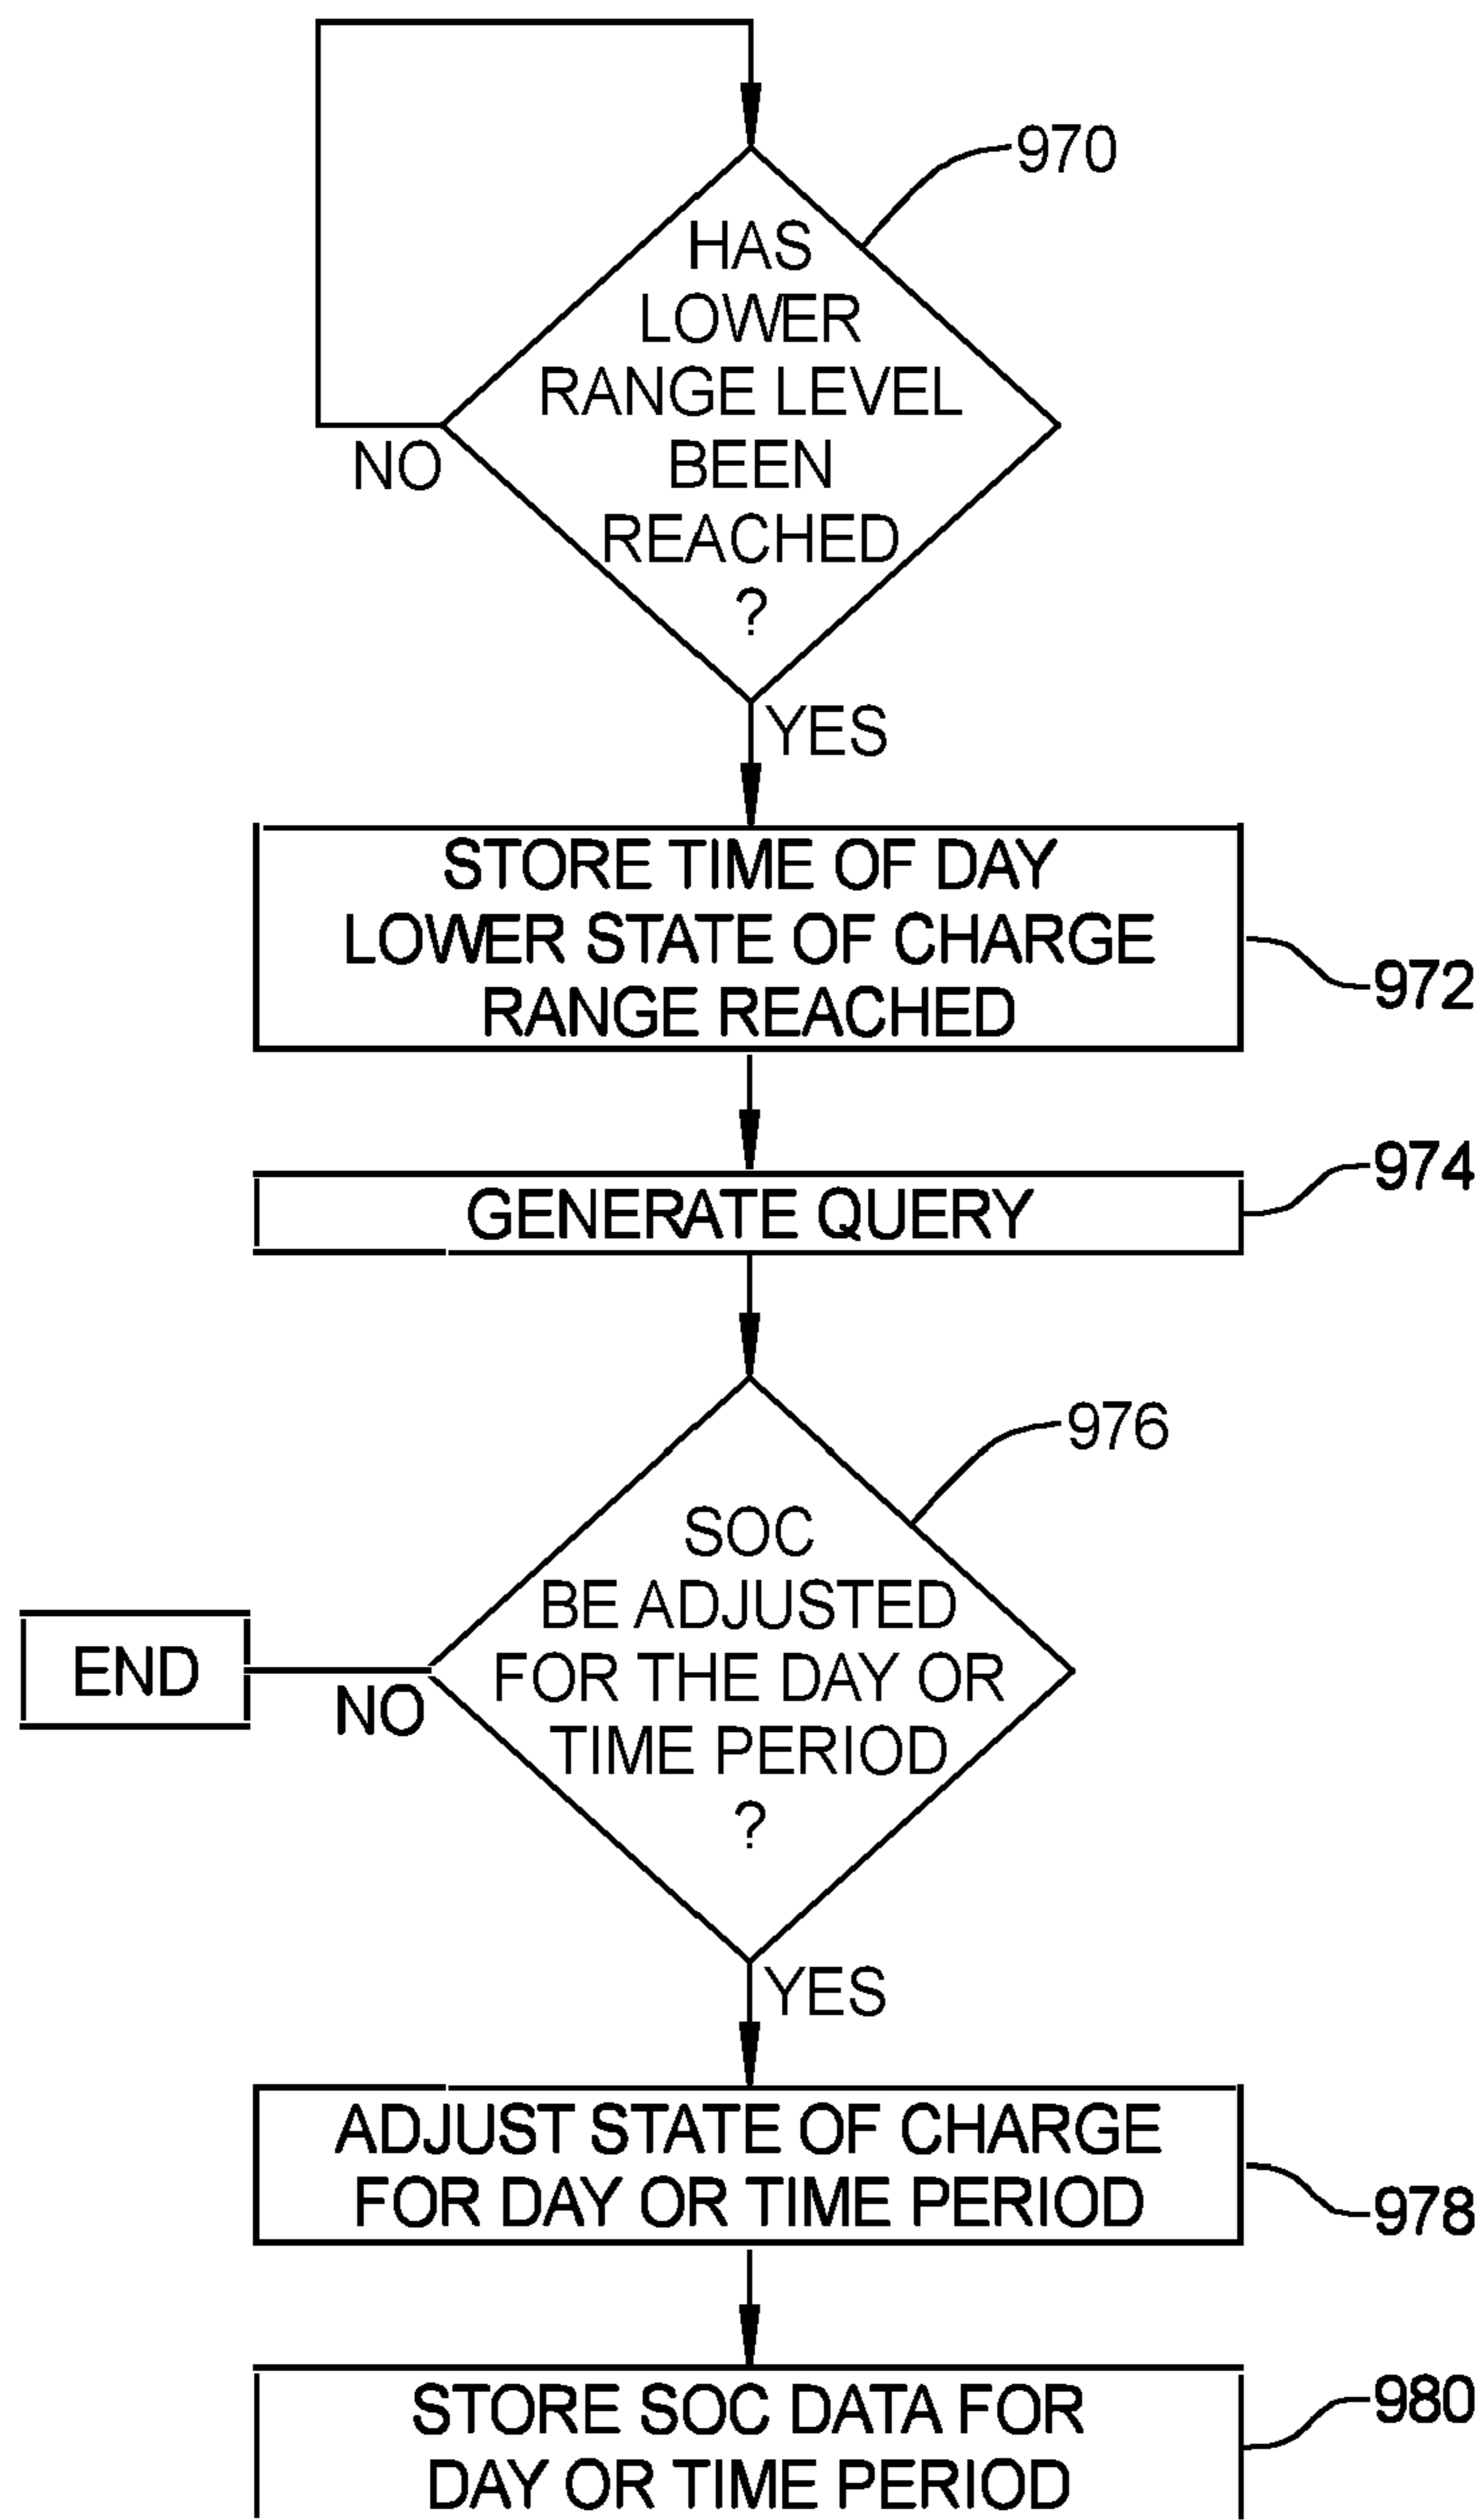 970
HAS
LOWER
RANGE LEVEL
BEEN
REACHED
?
NO
YES
STORE TIME OF DAY
LOWER STATE OF CHARGE
RANGE REACHED
972
974
GENERATE QUERY
976
SOC
BE ADJUSTED
FOR THE DAY OR
TIME PERIOD
?
END
NO
YES
ADJUST STATE OF CHARGE
FOR DAY OR TIME PERIOD
978
980
STORE SOC DATA FOR
DAY OR TIME PERIOD